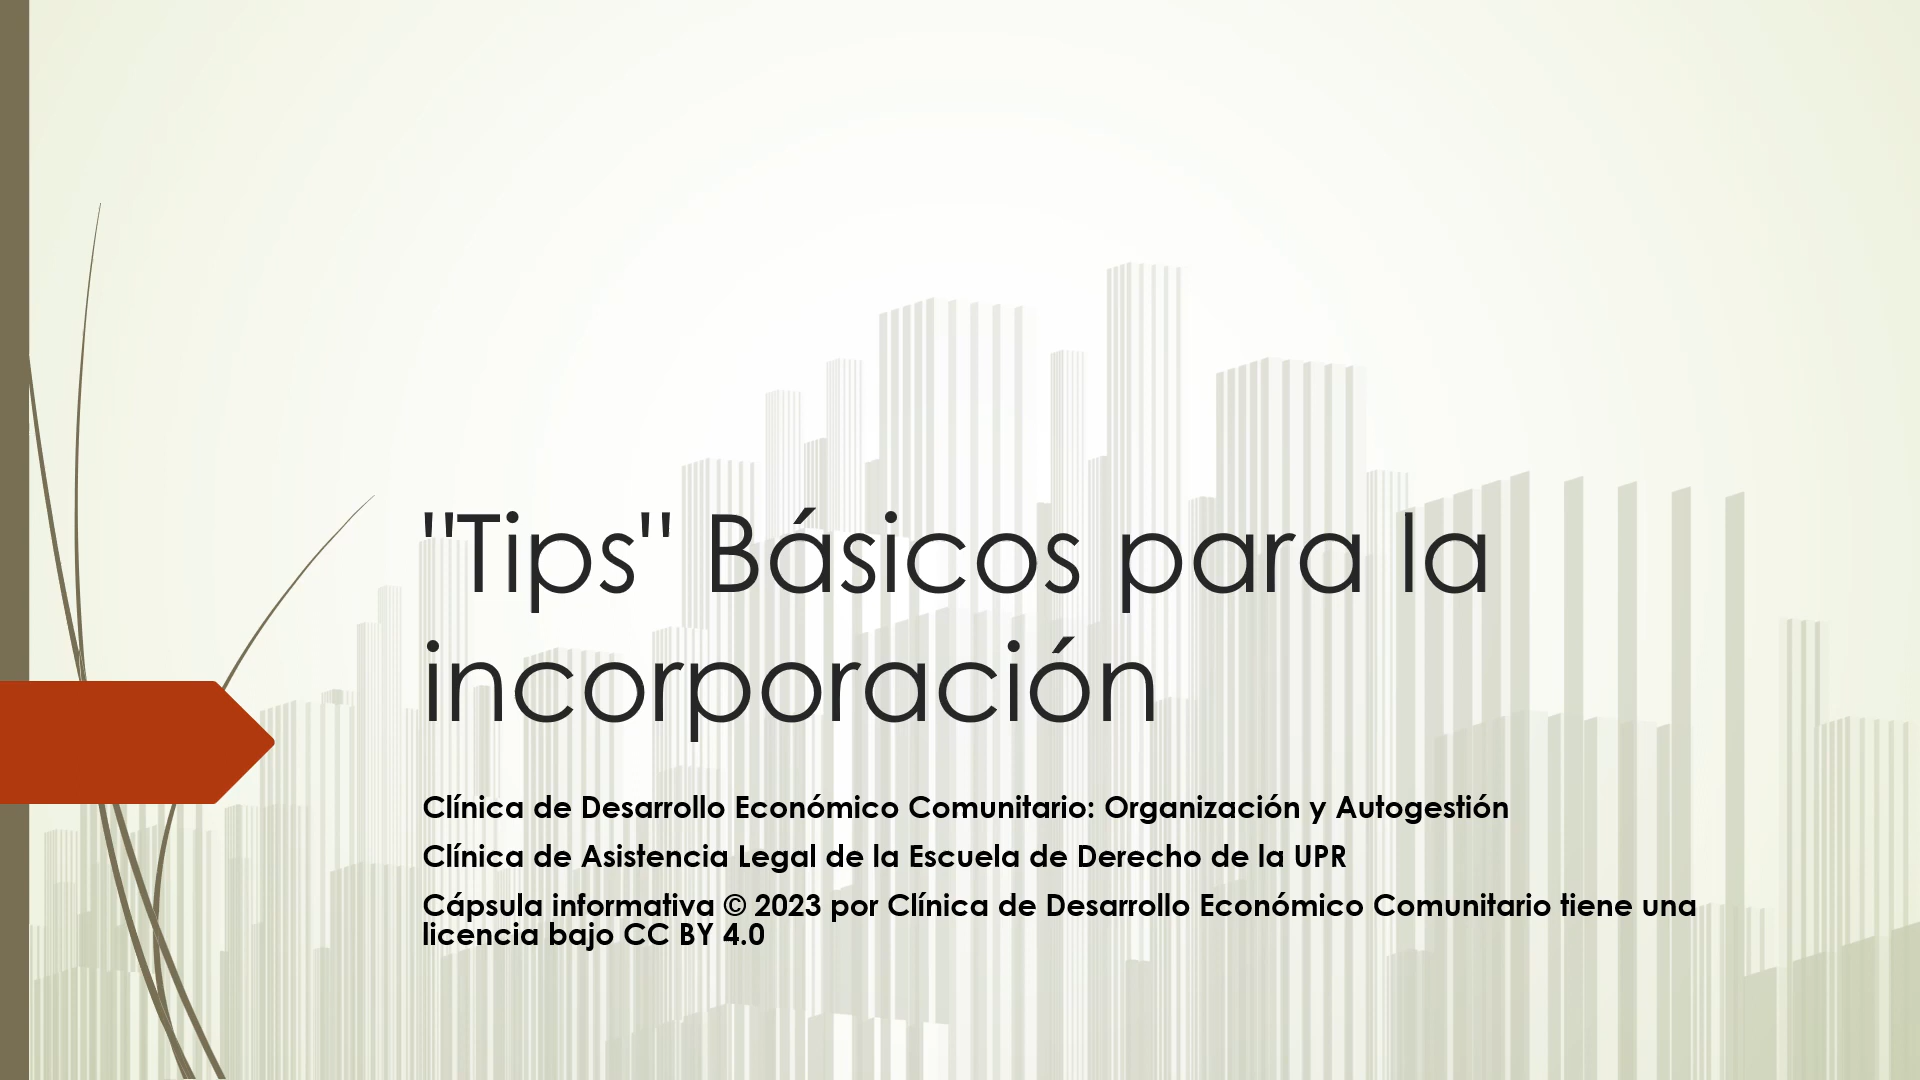 "Tips" Básicos para la
incorporación
Clínica de Desarrollo Económico Comunitario: Organización y Autogestión
Clínica de Asistencia Legal de la Escuela de Derecho de la UPR
Cápsula informativa © 2023 por Clínica de Desarrollo Económico Comunitario tiene una
licencia bajo CC BY 4.0